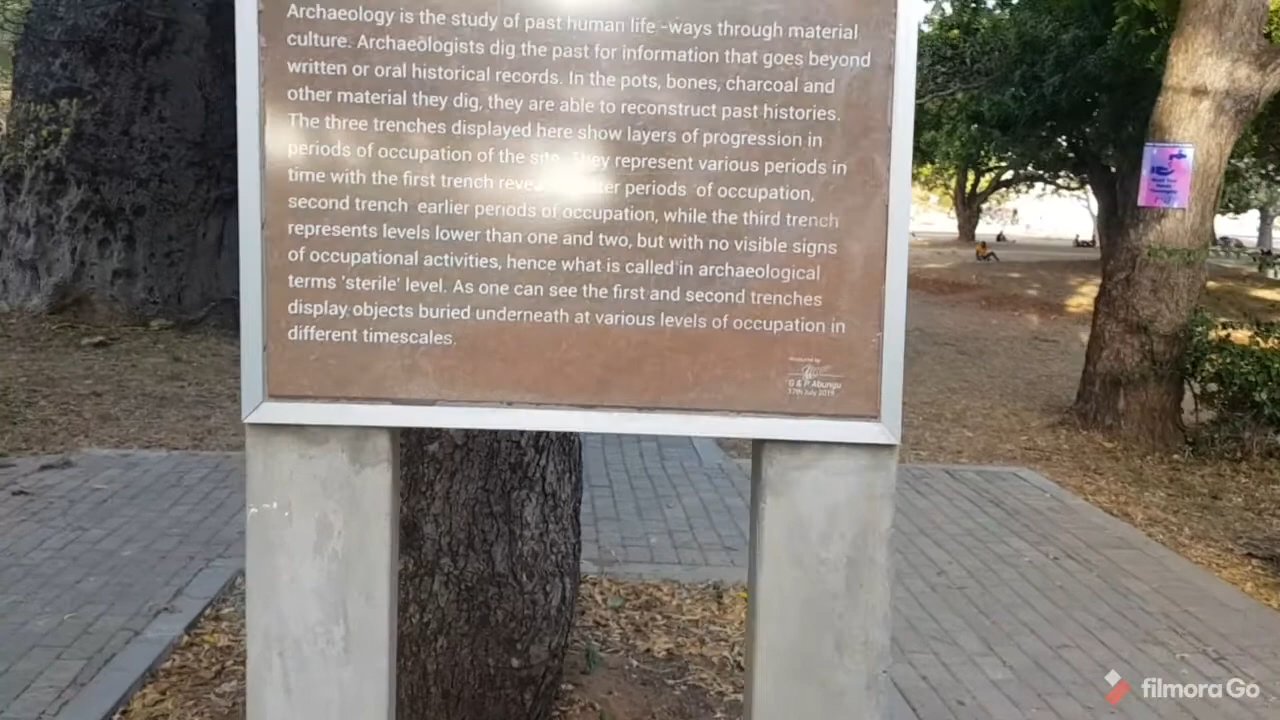 Archaeology is the study of past human life -ways through material
culture. Archaeologists dig the past for information that goes beyond
written or oral historical records. In the pots, bones, charcoal and
other material they dig, they are able to reconstruct past histories.
The three trenches displayed here show layers of progression in
periods of occupation of the site. They represent various periods in
time with the first trench periods of occupation,
second trench earlier periods of occupation, while the third trench
represents levels lower than one and two, but with no visible signs
of occupational activities, hence what is called in archaeological
terms 'sterile' level. As one can see the first and second trenches
display objects buried underneath at various levels of occupation in
different timescales.
G & P Abungu
17th July 2019
filmora Go